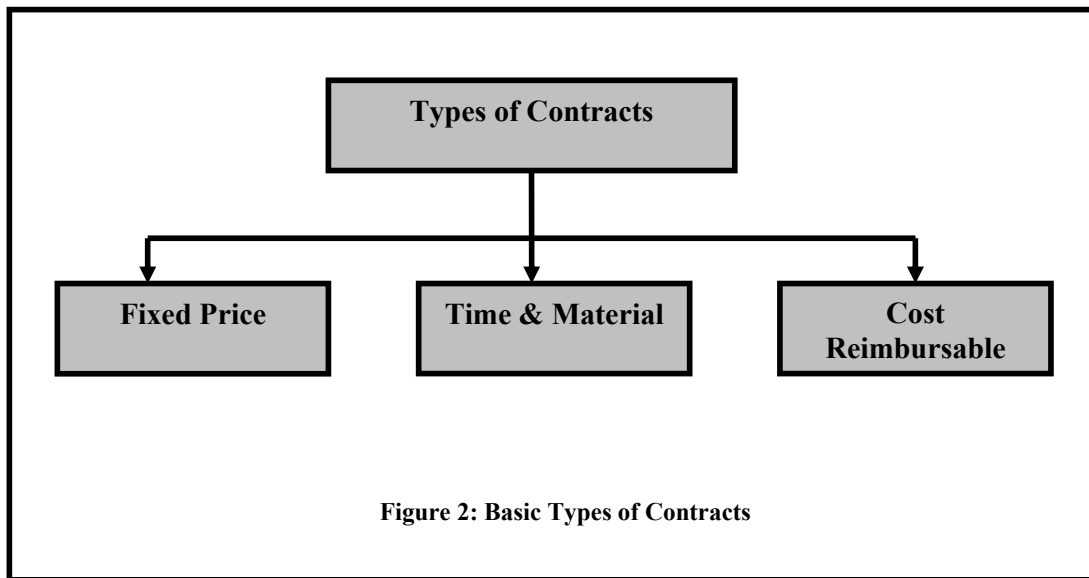 Types of Contracts
Fixed Price
Time & Material
Cost
Reimbursable
Figure 2: Basic Types of Contracts